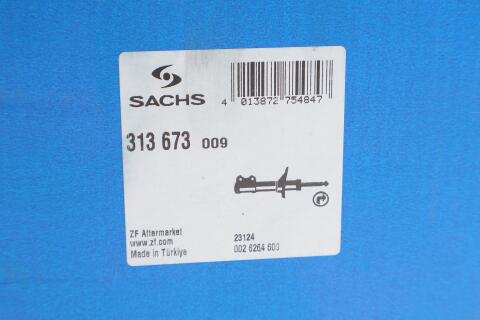 SACHS
4 013872 754847
313 673 009
ZF Aftermarket
www.zf.com
Made in Türkiye
23124
002 6264 600